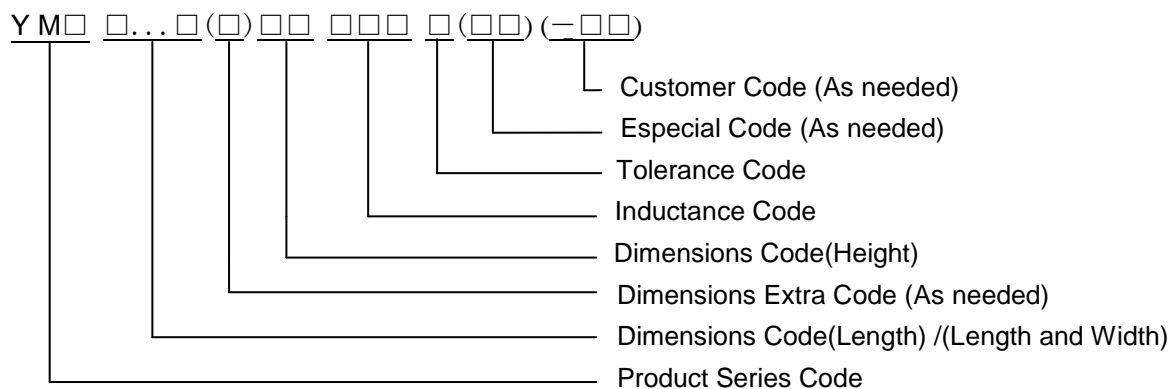 YM□ □...□(□)□□ □□□ □(□□)(-□□)
Customer Code (As needed)
Especial Code (As needed)
Tolerance Code
Inductance Code
Dimensions Code(Height)
Dimensions Extra Code (As needed)
Dimensions Code(Length) /(Length and Width)
Product Series Code